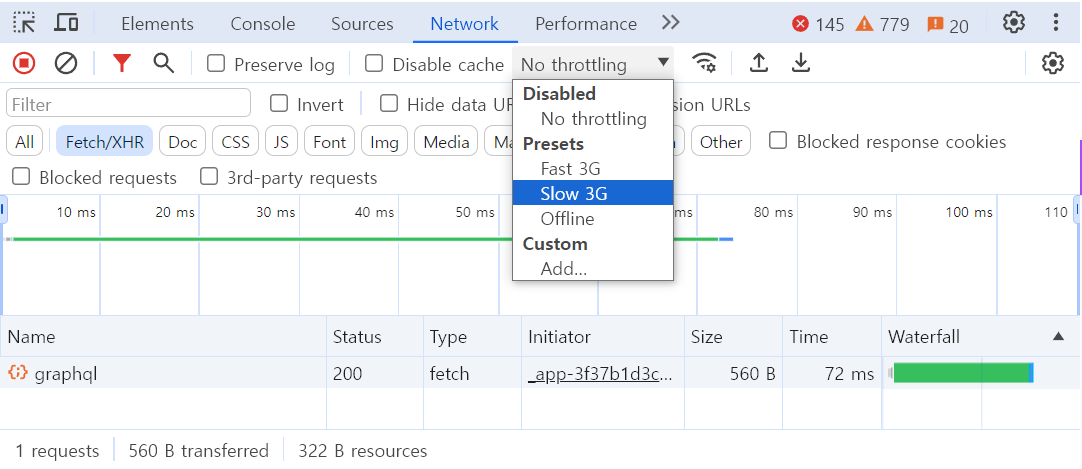 Elements Console Sources Network Performance 145 779 20
Preserve log Disable cache No throttling
Filter Invert Hide data UR sion URLs
Disabled
No throttling
Presets
Fast 3G
Slow 3G
Offline
Custom
Add...
All Fetch/XHR Doc CSS JS Font Img Media Ma Other Blocked response cookies
Blocked requests 3rd-party requests
10 ms 20 ms 30 ms 40 ms 50 ms ms 80 ms 90 ms 100 ms 110
Name Status Type Initiator Size Time Waterfall
graphql 200 fetch _app-3f37b1d3c... 560 B 72 ms
1 requests 560 B transferred 322 B resources